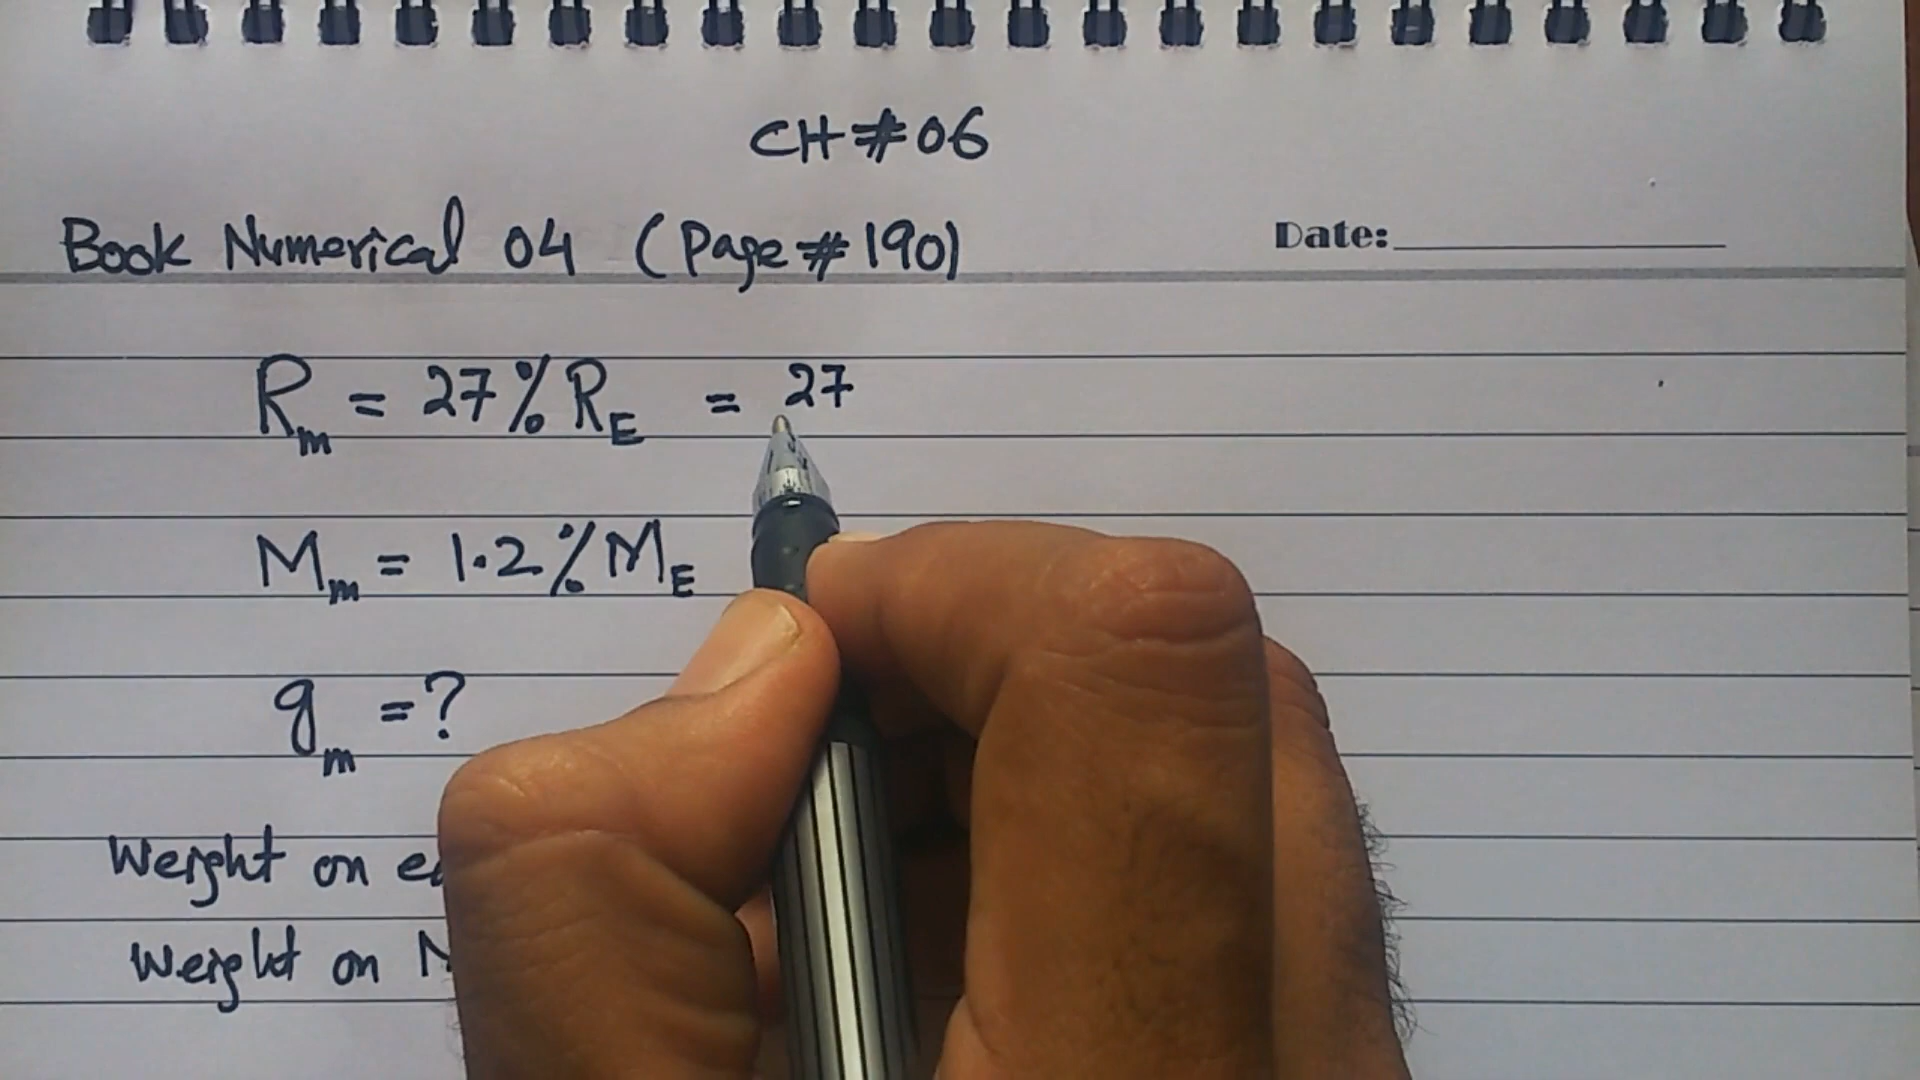 CH#06
Book Numerical 04 (Page # 190)
Date:
Rm = 27% RE = 27
Mm = 1.2% ME
gm = ?
Weight on
Weight on